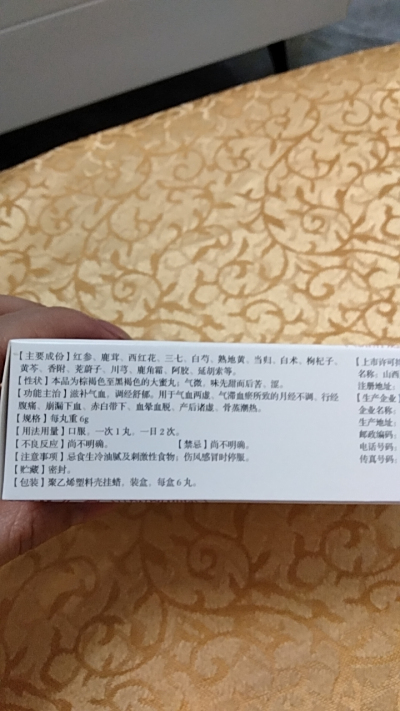 【主要成份】红参、鹿茸、西红花、三七、白芍、熟地黄、当归、白术、枸杞子、
黄芩、香附、茺蔚子、川芎、鹿角霜、阿胶、延胡索等。
【性状】本品为棕褐色至黑褐色的大蜜丸；气微，味先甜而后苦、涩。
【功能主治】滋补气血，调经舒郁。用于气血两虚、气滞血瘀所致的月经不调、行经
腹痛、崩漏下血、赤白带下、血晕血脱、产后诸虚、骨蒸潮热。
【规格】每丸重6g
【用法用量】口服，一次1丸，一日2次。
【不良反应】尚不明确。 【禁忌】尚不明确。
【注意事项】忌食生冷油腻及刺激性食物；伤风感冒时停服。
【贮藏】密封。
【包装】聚乙烯塑料壳挂蜡，装盒，每盒6丸。
【上市许可持
名称：山西
注册地址：
【生产企业】
企业名称：
生产地址：
邮政编码：
电话号码：
传真号码：